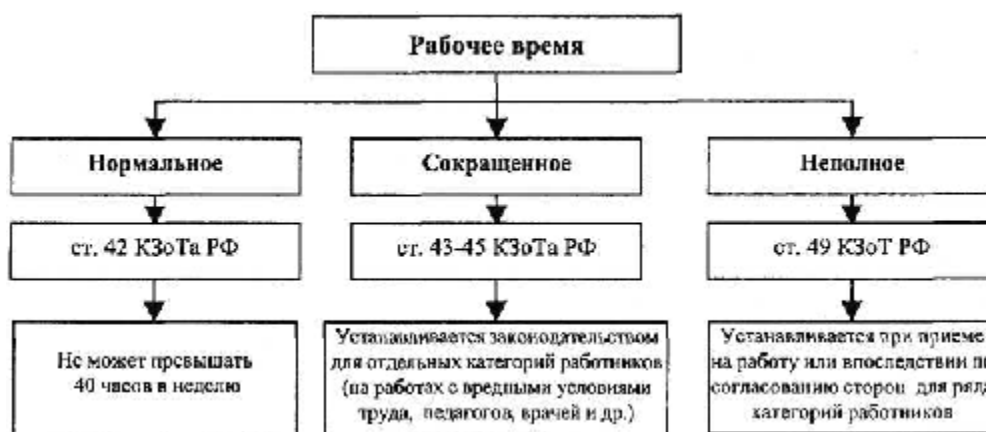 Рабочее время
Нормальное
Сокращенное
Неполное
ст. 42 КЗоТа РФ
ст. 43-45 КЗоТа РФ
ст. 49 КЗоТ РФ
Не может превышать
40 часов в неделю
Устанавливается законодательством
для отдельных категорий работников
(на работах с вредными условиями
труда, педагогов, врачей и др.)
Устанавливается при приеме
на работу или впоследствии по
согласованию сторон для ряда
категорий работников